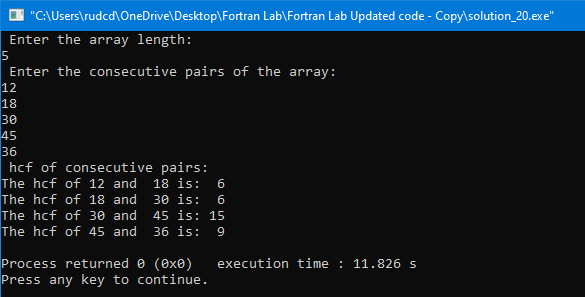 "C:\Users\rudcd\OneDrive\Desktop\Fortran Lab\Fortran Lab Updated code - Copy\solution_20.exe"
 Enter the array length:
5
 Enter the consecutive pairs of the array:
12
18
30
45
36
 hcf of consecutive pairs:
The hcf of 12 and  18 is:  6
The hcf of 18 and  30 is:  6
The hcf of 30 and  45 is: 15
The hcf of 45 and  36 is:  9

Process returned 0 (0x0)   execution time : 11.826 s
Press any key to continue.